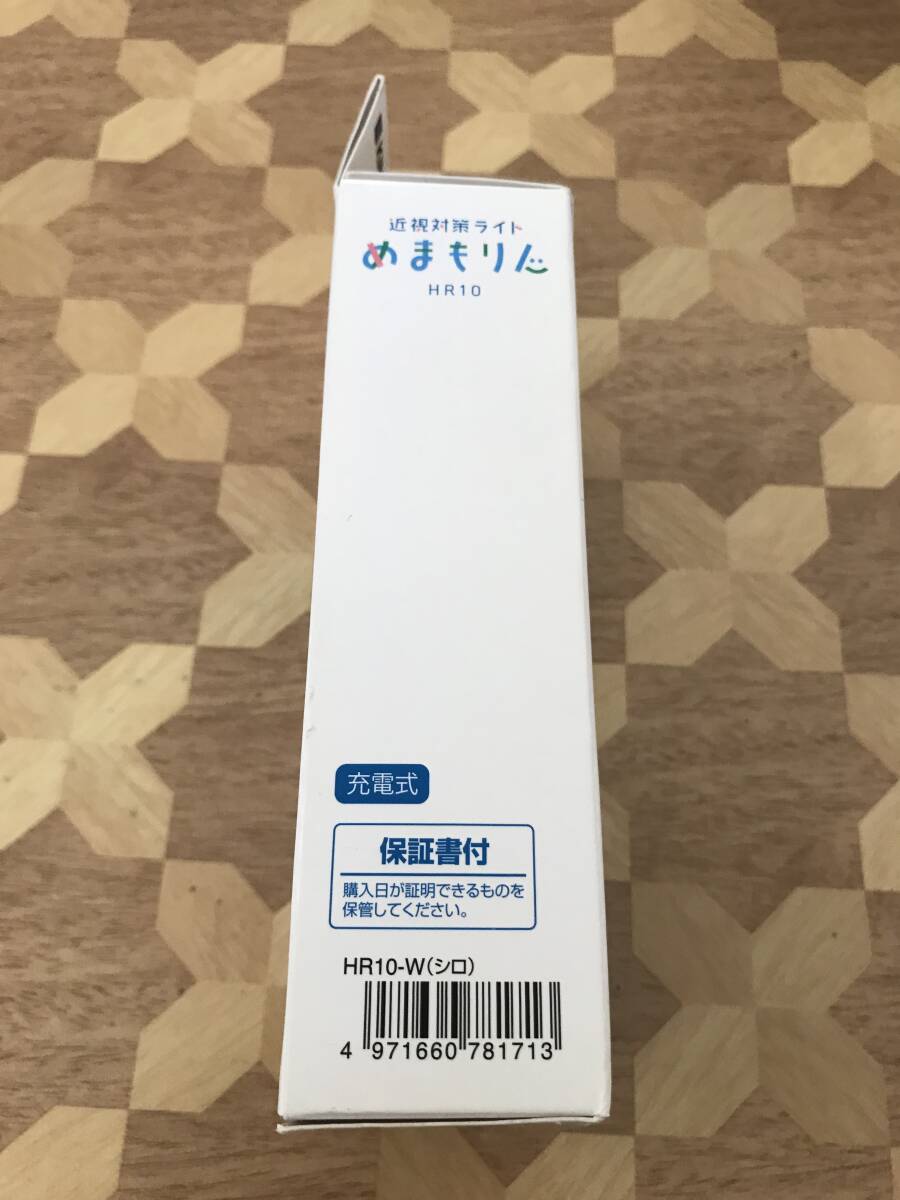 近視対策ライト
めまもりん
HR10
充電式
保証書付
購入日が証明できるものを
保管してください。
HR10-W(シロ)
4 971660 781713